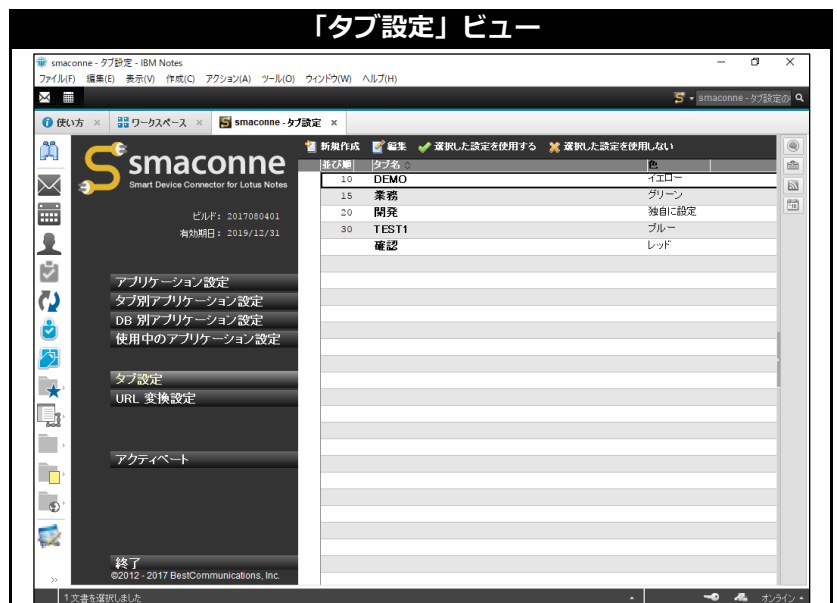 「タブ設定」ビュー
smaconne - タブ設定 - IBM Notes
ファイル(F) 編集(E) 表示(V) 作成(C) アクション(A) ツール(O) ウィンドウ(W) ヘルプ(H)
smaconne - タブ設定の
使い方 × ワークスペース × smaconne - タブ設定 ×
新規作成 編集 選択した設定を使用する 選択した設定を使用しない
smaconne
Smart Device Connector for Lotus Notes
ビルド: 2017080401
有効期日: 2019/12/31
アプリケーション設定
タブ別アプリケーション設定
DB 別アプリケーション設定
使用中のアプリケーション設定
タブ設定
URL 変換設定
アクティベート
終了
©2012 - 2017 BestCommunications, Inc.
並び順 タブ名 色
10 DEMO イエロー
15 業務 グリーン
20 開発 独自に設定
30 TEST1 ブルー
確認 レッド
1 文書を選択しました
オンライン